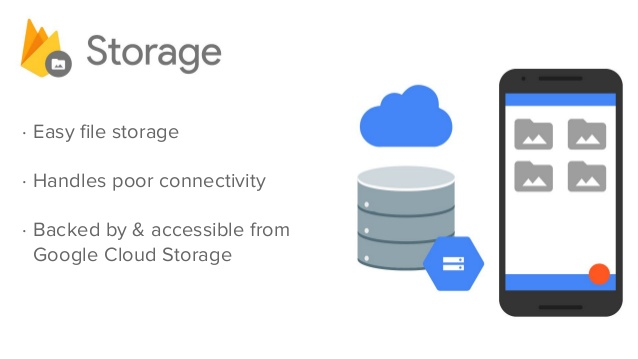 Storage
· Easy file storage
· Handles poor connectivity
· Backed by & accessible from
Google Cloud Storage